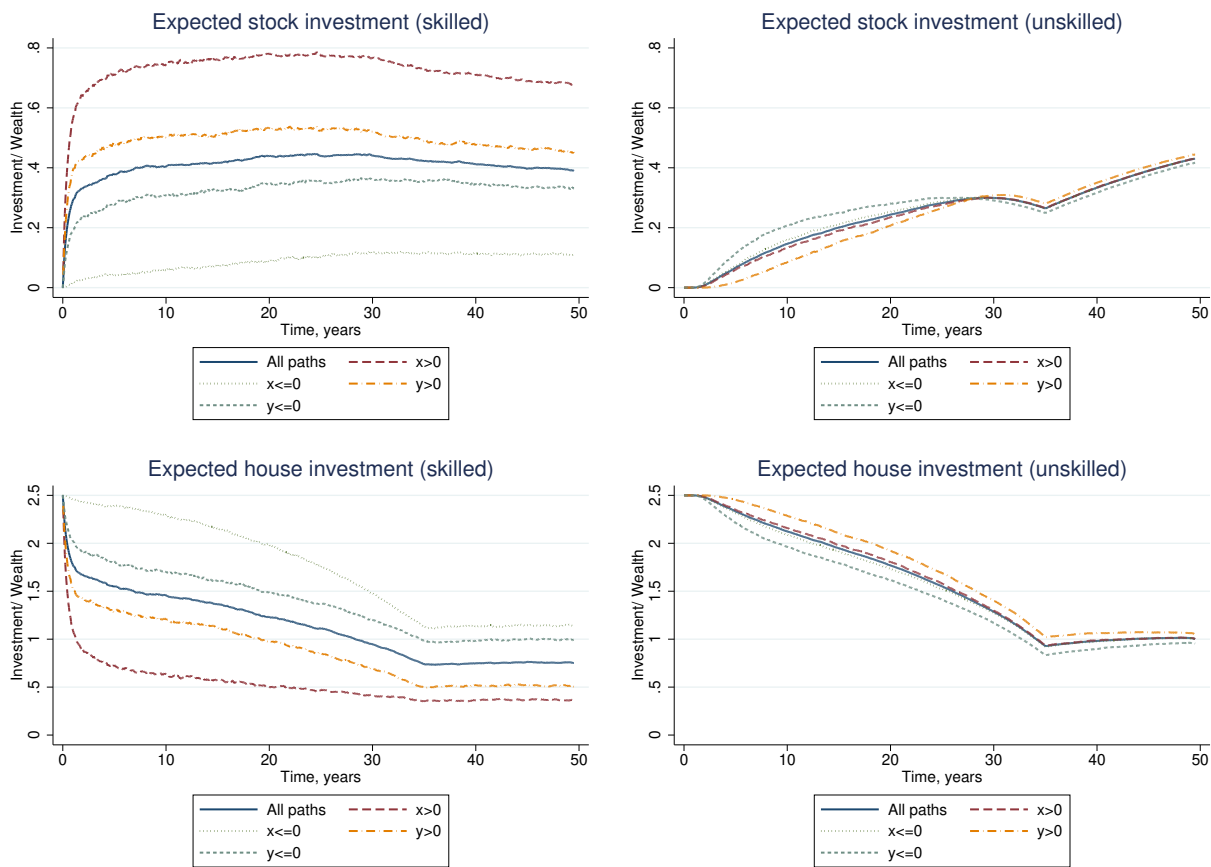 Expected stock investment (skilled)
Investment/ Wealth
.8
.6
.4
.2
0
0 10 20 30 40 50
Time, years
All paths x>0
x<=0 y>0
y<=0
Expected stock investment (unskilled)
Investment/ Wealth
.8
.6
.4
.2
0
0 10 20 30 40 50
Time, years
All paths x>0
x<=0 y>0
y<=0
Expected house investment (skilled)
Investment/ Wealth
2.5
2
1.5
1
.5
0
0 10 20 30 40 50
Time, years
All paths x>0
x<=0 y>0
y<=0
Expected house investment (unskilled)
Investment/ Wealth
2.5
2
1.5
1
.5
0
0 10 20 30 40 50
Time, years
All paths x>0
x<=0 y>0
y<=0